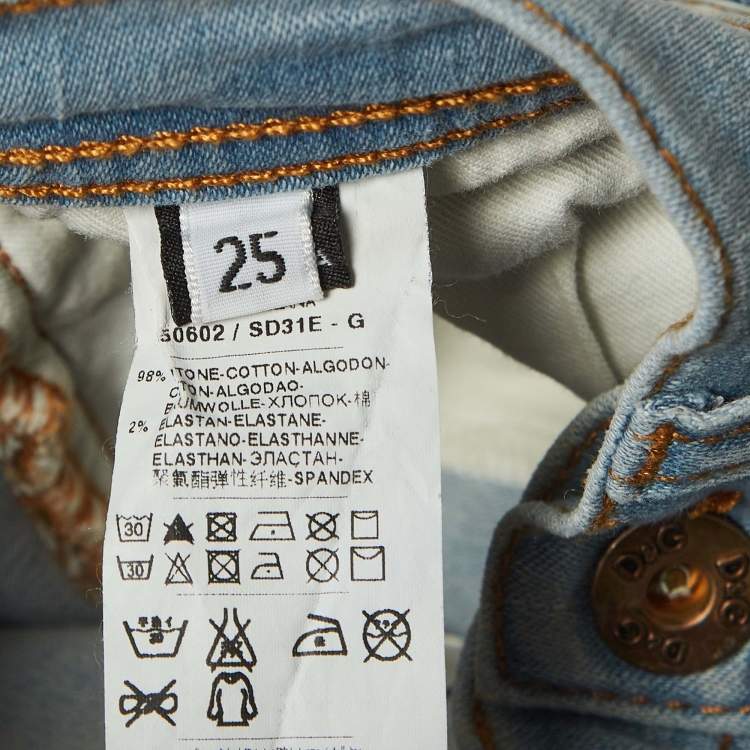 25
50602 / SD31E - G
98% COTONE-COTTON-ALGODON-
COTON-ALGODAO-
BAUMWOLLE-ХЛОПОК-棉
2% ELASTAN-ELASTANE-
ELASTANO-ELASTHANNE-
ELASTHAN-ЭЛАСТАН-
聚氨酯弹性纤维-SPANDEX
30
30
D&G
D&G